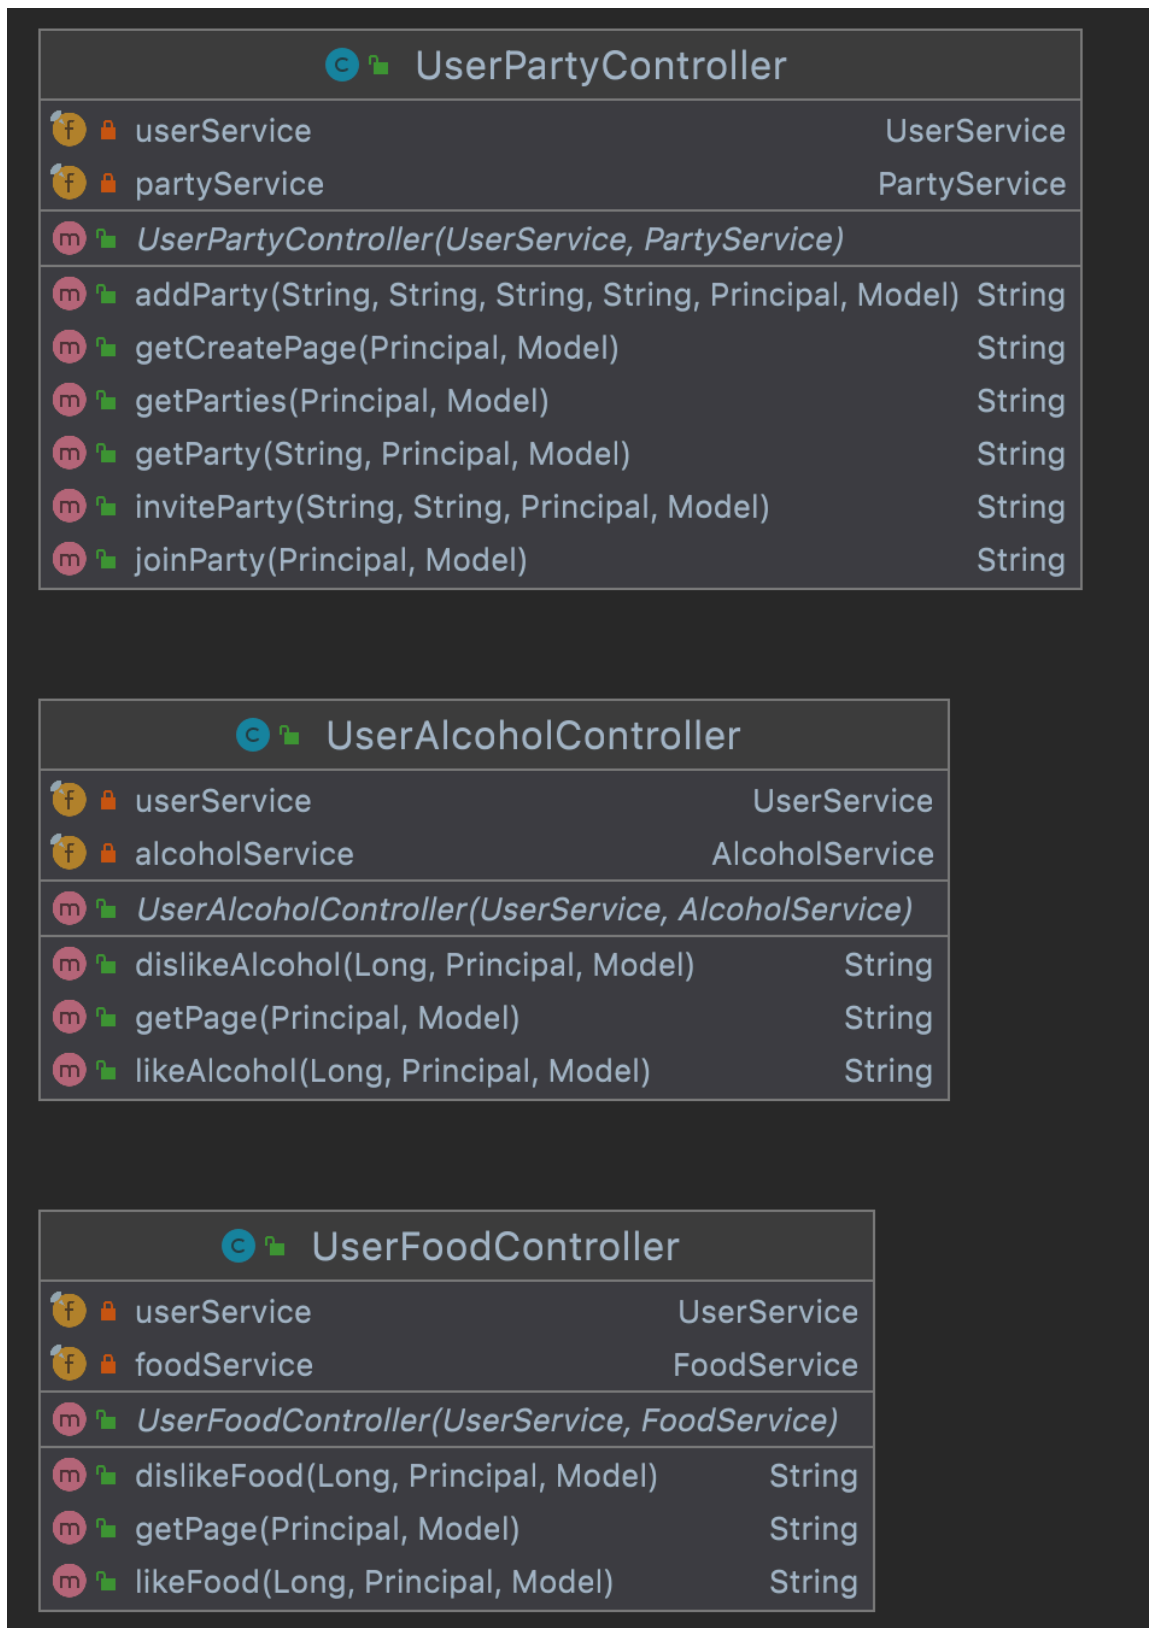 UserPartyController
userService UserService
partyService PartyService
UserPartyController(UserService, PartyService)
addParty(String, String, String, String, Principal, Model) String
getCreatePage(Principal, Model) String
getParties(Principal, Model) String
getParty(String, Principal, Model) String
inviteParty(String, String, Principal, Model) String
joinParty(Principal, Model) String
UserAlcoholController
userService UserService
alcoholService AlcoholService
UserAlcoholController(UserService, AlcoholService)
dislikeAlcohol(Long, Principal, Model) String
getPage(Principal, Model) String
likeAlcohol(Long, Principal, Model) String
UserFoodController
userService UserService
foodService FoodService
UserFoodController(UserService, FoodService)
dislikeFood(Long, Principal, Model) String
getPage(Principal, Model) String
likeFood(Long, Principal, Model) String